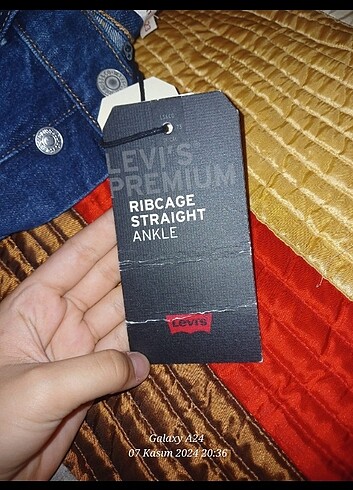 LEVI'S
PREMIUM
RIBCAGE
STRAIGHT
ANKLE
Levi's
Galaxy A24
07 Kasım 2024 20:36